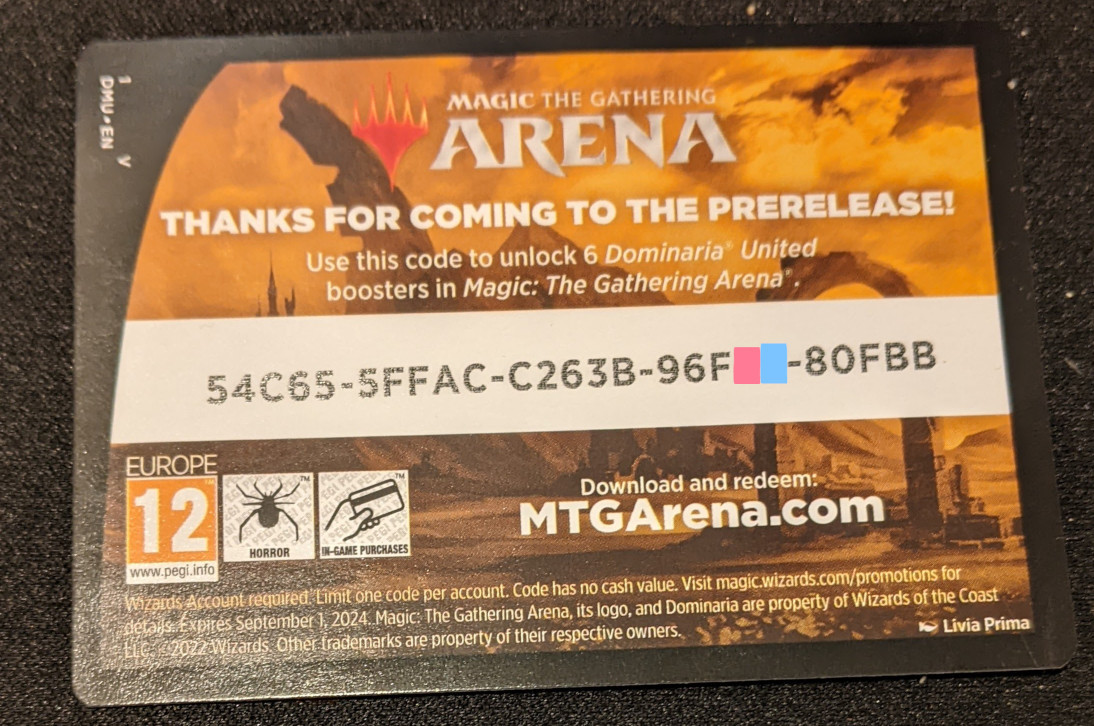 1
DMU • EN V
MAGIC THE GATHERING
ARENA
THANKS FOR COMING TO THE PRERELEASE!
Use this code to unlock 6 Dominaria® United
boosters in Magic: The Gathering Arena®.
54C65-5FFAC-C263B-96F -80FBB
EUROPE
12
www.pegi.info
HORROR
IN-GAME PURCHASES
Download and redeem:
MTGArena.com
Wizards Account required. Limit one code per account. Code has no cash value. Visit magic.wizards.com/promotions for
details. Expires September 1, 2024. Magic: The Gathering Arena, its logo, and Dominaria are property of Wizards of the Coast
LLC. ©2022 Wizards. Other trademarks are property of their respective owners.
Livia Prima